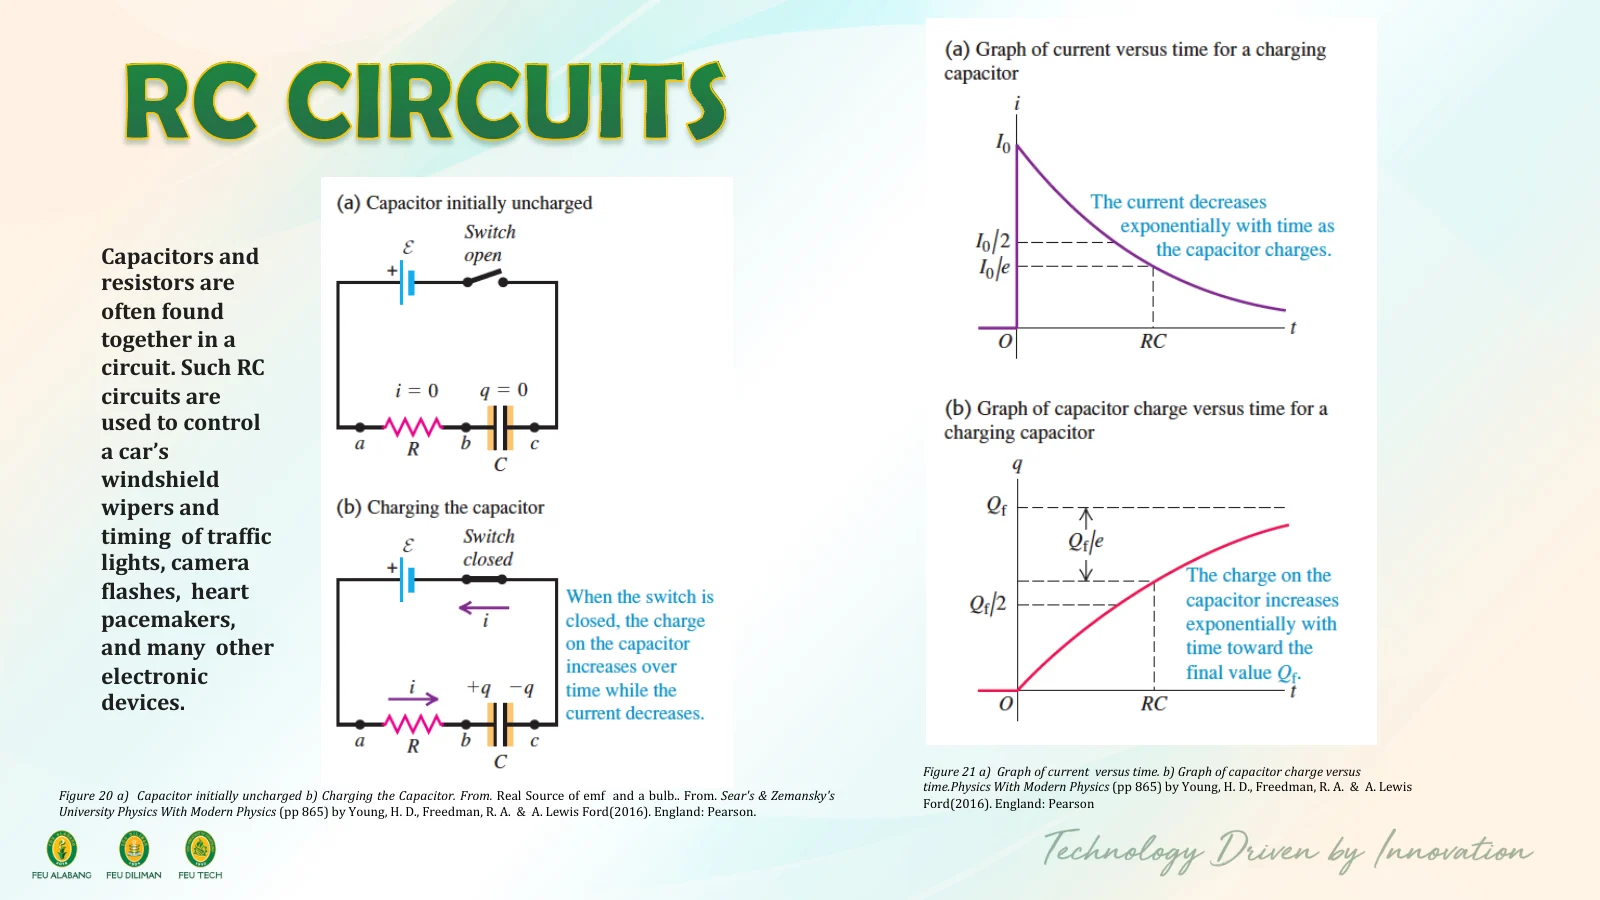 RC CIRCUITS
Capacitors and
resistors are
often found
together in a
circuit. Such RC
circuits are
used to control
a car’s
windshield
wipers and
timing  of traffic
lights, camera
flashes,  heart
pacemakers,
and many  other
electronic
devices.
(a) Capacitor initially uncharged
Switch
open
ℰ
+
i = 0
q = 0
a
R
b
C
c
(b) Charging the capacitor
Switch
closed
ℰ
+
i
When the switch is
closed, the charge
on the capacitor
increases over
time while the
current decreases.
i
+q −q
a
R
b
C
c
Figure 20 a)  Capacitor initially uncharged b) Charging the Capacitor. From. Real Source of emf  and a bulb.. From. Sear's & Zemansky's
University Physics With Modern Physics (pp 865) by Young, H. D., Freedman, R. A.  &  A. Lewis Ford(2016). England: Pearson.
(a) Graph of current versus time for a charging
capacitor
i
I0
The current decreases
exponentially with time as
the capacitor charges.
I0/2
I0/e
O
RC
t
(b) Graph of capacitor charge versus time for a
charging capacitor
q
Qf
Qf/e
Qf/2
The charge on the
capacitor increases
exponentially with
time toward the
final value Qf.
O
RC
t
Figure 21 a)  Graph of current  versus time. b) Graph of capacitor charge versus
time.Physics With Modern Physics (pp 865) by Young, H. D., Freedman, R. A.  &  A. Lewis
Ford(2016). England: Pearson
FEU ALABANG
FEU DILIMAN
FEU TECH
Technology Driven by Innovation